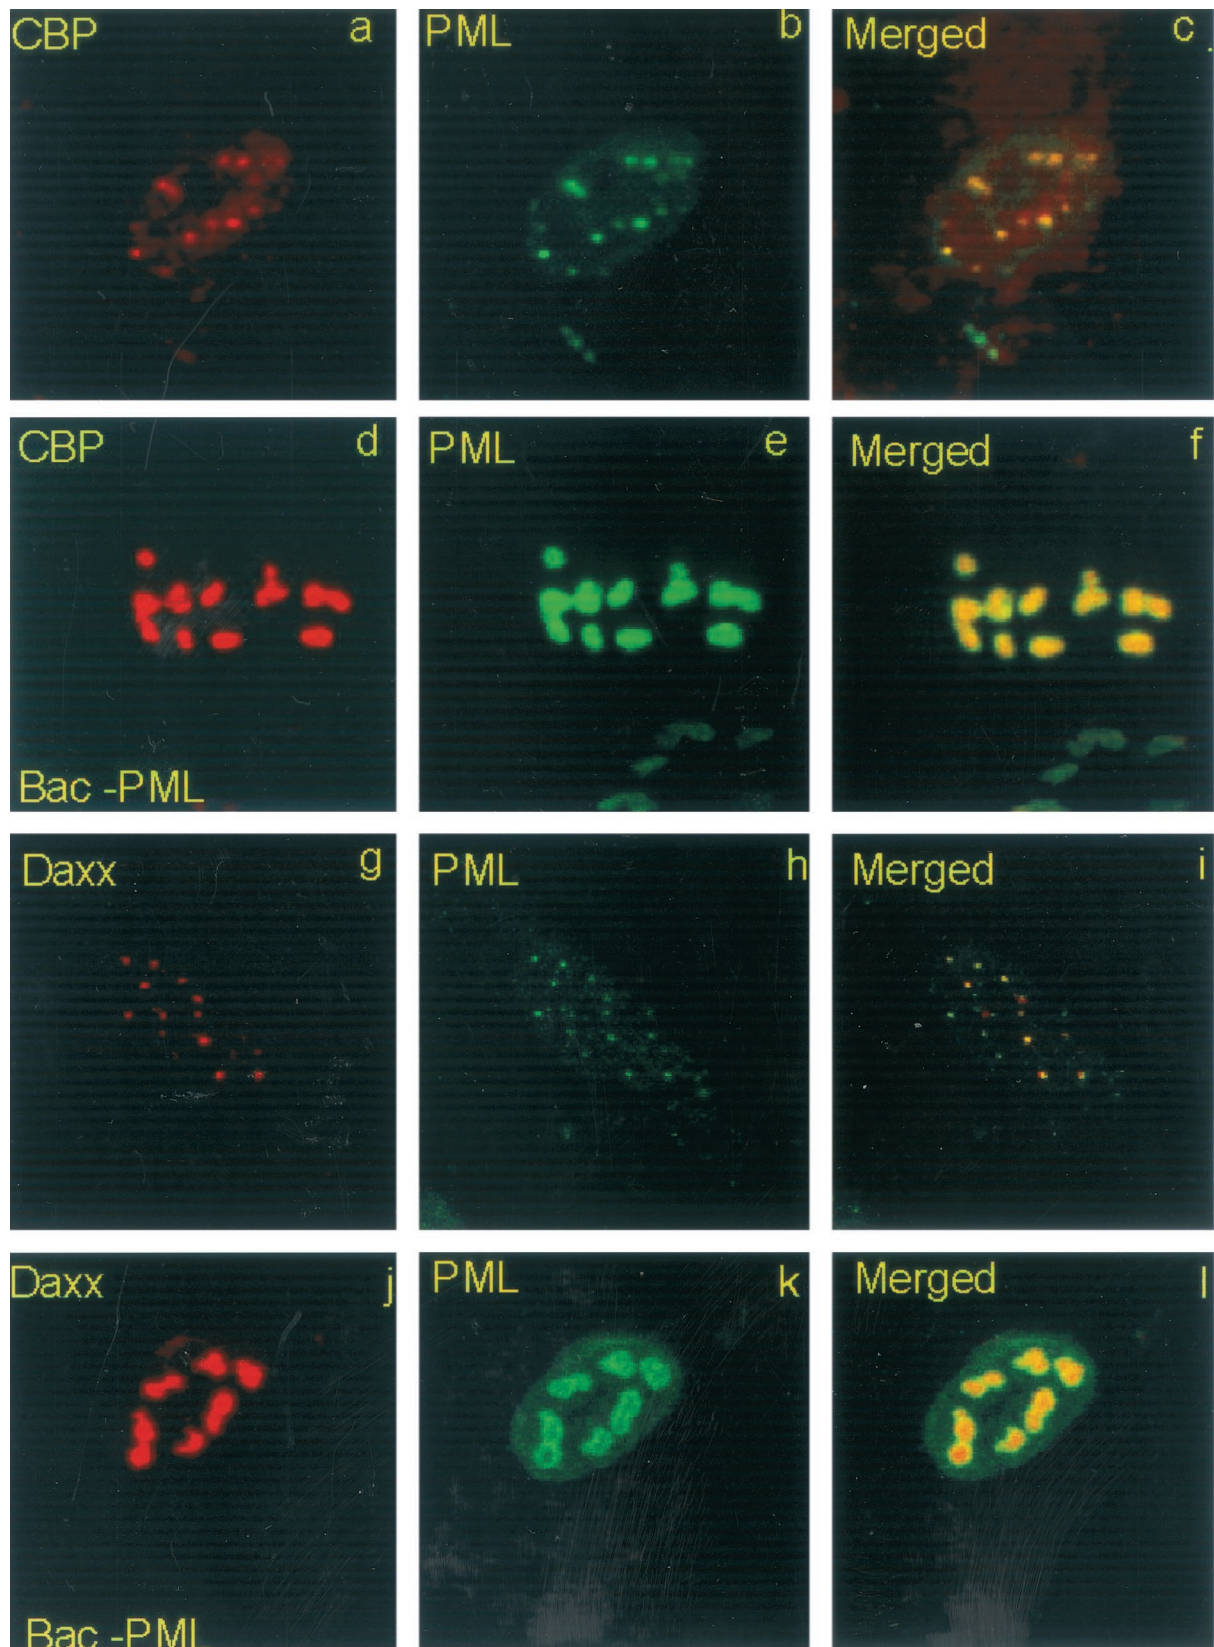 CBP a
PML b
Merged c
CBP d
PML e
Merged f
Bac -PML
Daxx g
PML h
Merged i
Daxx j
PML k
Merged l
Bac -PML